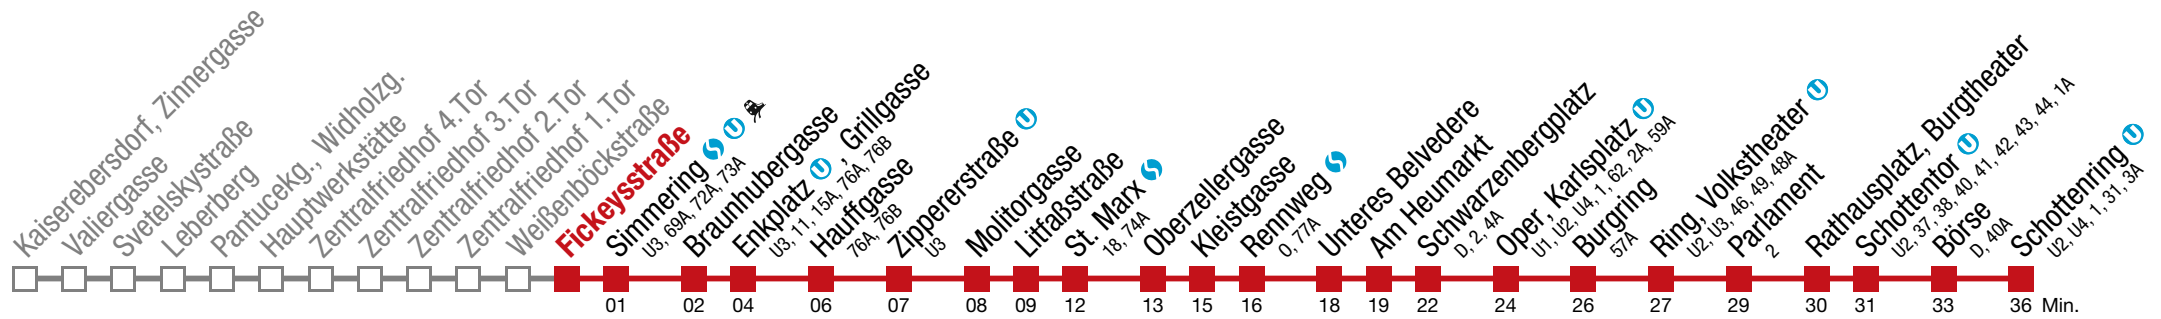 Kaiserebersdorf, Zinnergasse
Valiergasse
Svetelskystraße
Leberberg
Pantucekg., Widholzg.
Hauptwerkstätte
Zentralfriedhof 4.Tor
Zentralfriedhof 3.Tor
Zentralfriedhof 2.Tor
Zentralfriedhof 1.Tor
Weißenböckstraße
Fickeysstraße
Simmering
U3, 69A, 72A, 73A
Braunhubergasse
Enkplatz U, Grillgasse
U3, 11, 15A, 76A, 76B
Hauffgasse
76A, 76B
Zippererstraße U
U3
Molitorgasse
Litfaßstraße
St. Marx
18, 74A
Oberzellergasse
Kleistgasse
Rennweg
O, 77A
Unteres Belvedere
Am Heumarkt
Schwarzenbergplatz
D, 2, 4A
Oper, Karlsplatz U
U1, U2, U4, 1, 62, 2A, 59A
Burgring
57A
Ring, Volkstheater U
U2, U3, 46, 49, 48A
Parlament
2
Rathausplatz, Burgtheater
Schottentor U
U2, 37, 38, 40, 41, 42, 43, 44, 1A
Börse
D, 40A
Schottenring U
U2, U4, 1, 31, 3A
01 02 04 06 07 08 09 12 13 15 16 18 19 22 24 26 27 29 30 31 33 36 Min.